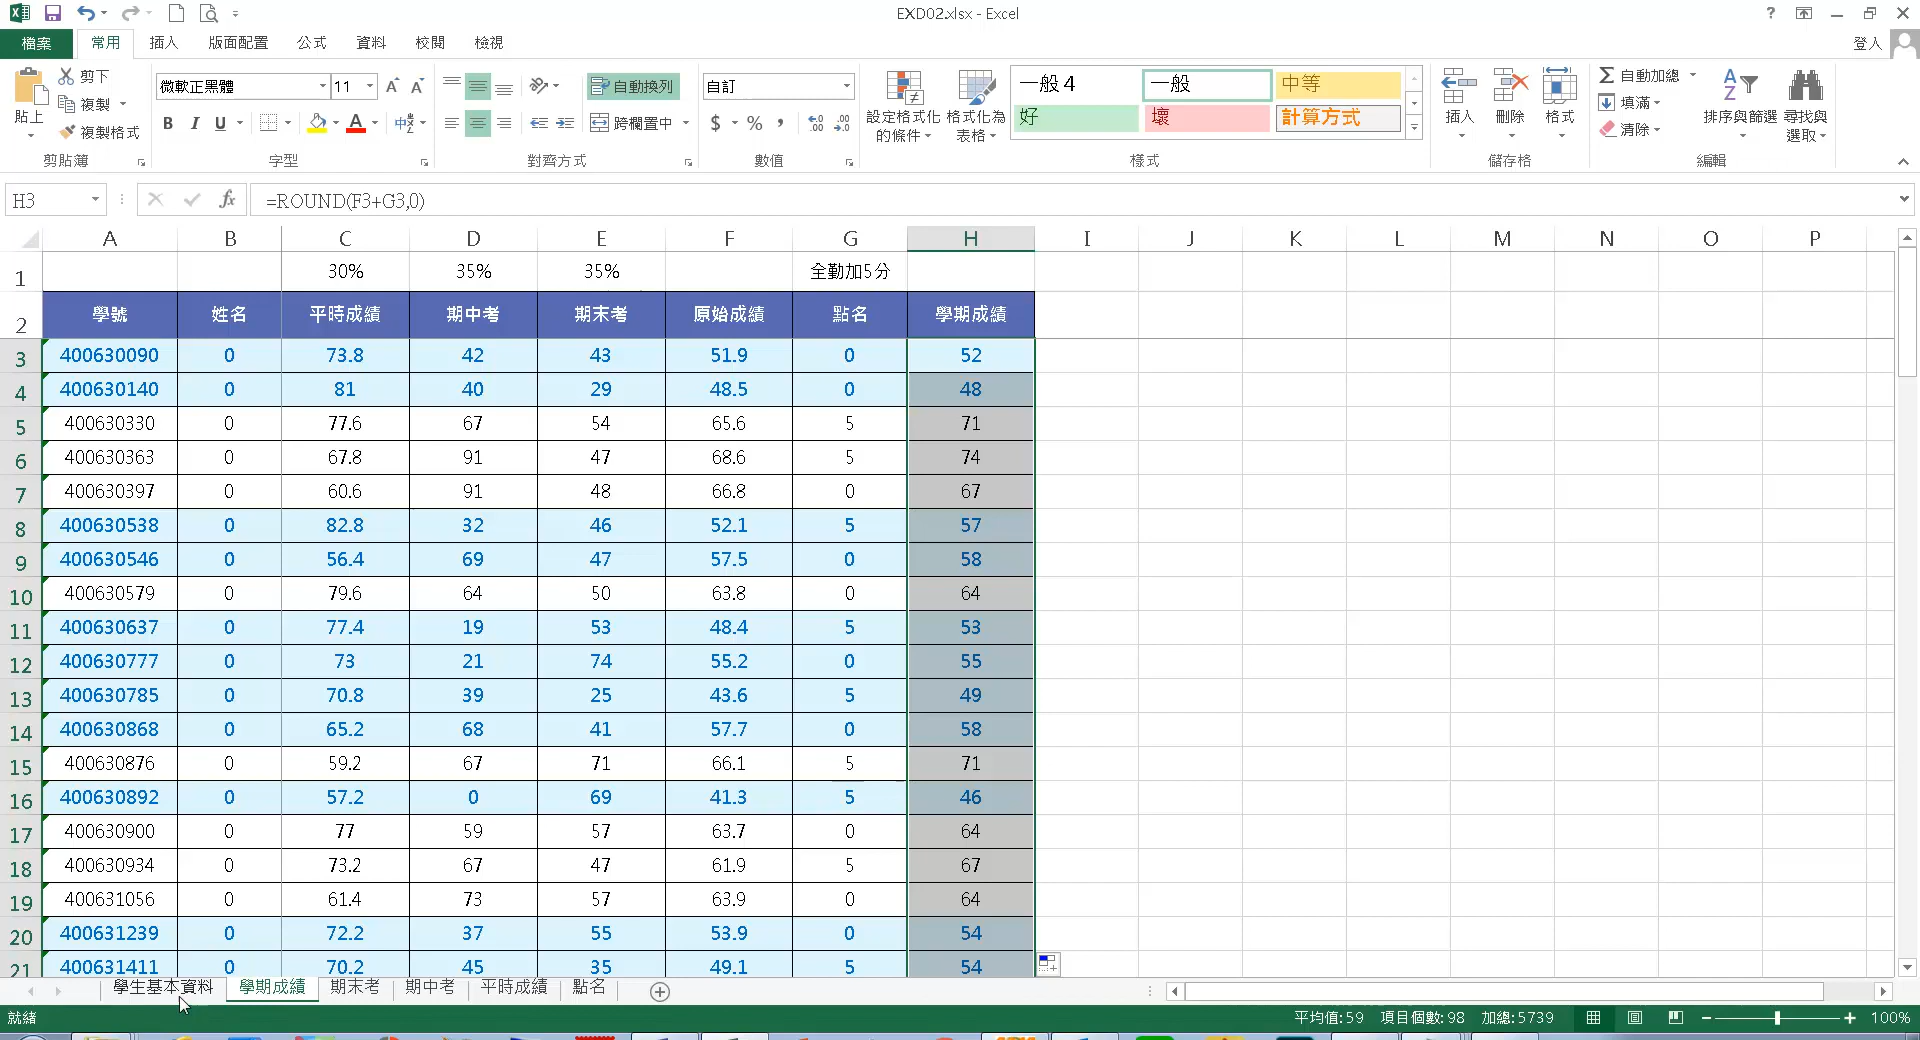 EXD02.xlsx - Excel
?
檔案 常用 插入 版面配置 公式 資料 校閱 檢視 登入
貼上 剪下 複製 複製格式 剪貼簿
微軟正黑體 11 B I U A 中 字型
自動換列 跨欄置中 對齊方式
自訂 $ % , 數值
設定格式化的條件 格式化為表格 一般 4 一般 中等 好 壞 計算方式 樣式
插入 刪除 格式 儲存格
自動加總 填滿 清除 排序與篩選 尋找與選取 編輯
H3 fx =ROUND(F3+G3,0)
A B C D E F G H I J K L M N O P
1 30% 35% 35% 全勤加5分
2 學號 姓名 平時成績 期中考 期末考 原始成績 點名 學期成績
3 400630090 0 73.8 42 43 51.9 0 52
4 400630140 0 81 40 29 48.5 0 48
5 400630330 0 77.6 67 54 65.6 5 71
6 400630363 0 67.8 91 47 68.6 5 74
7 400630397 0 60.6 91 48 66.8 0 67
8 400630538 0 82.8 32 46 52.1 5 57
9 400630546 0 56.4 69 47 57.5 0 58
10 400630579 0 79.6 64 50 63.8 0 64
11 400630637 0 77.4 19 53 48.4 5 53
12 400630777 0 73 21 74 55.2 0 55
13 400630785 0 70.8 39 25 43.6 5 49
14 400630868 0 65.2 68 41 57.7 0 58
15 400630876 0 59.2 67 71 66.1 5 71
16 400630892 0 57.2 0 69 41.3 5 46
17 400630900 0 77 59 57 63.7 0 64
18 400630934 0 73.2 67 47 61.9 5 67
19 400631056 0 61.4 73 57 63.9 0 64
20 400631239 0 72.2 37 55 53.9 0 54
21 400631411 0 70.2 45 35 49.1 5 54
學生基本資料 學期成績 期末考 期中考 平時成績 點名
就緒 平均值: 59 項目個數: 98 加總: 5739 100%